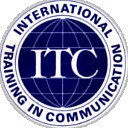 INTERNATIONAL
ITC
TRAINING IN COMMUNICATION